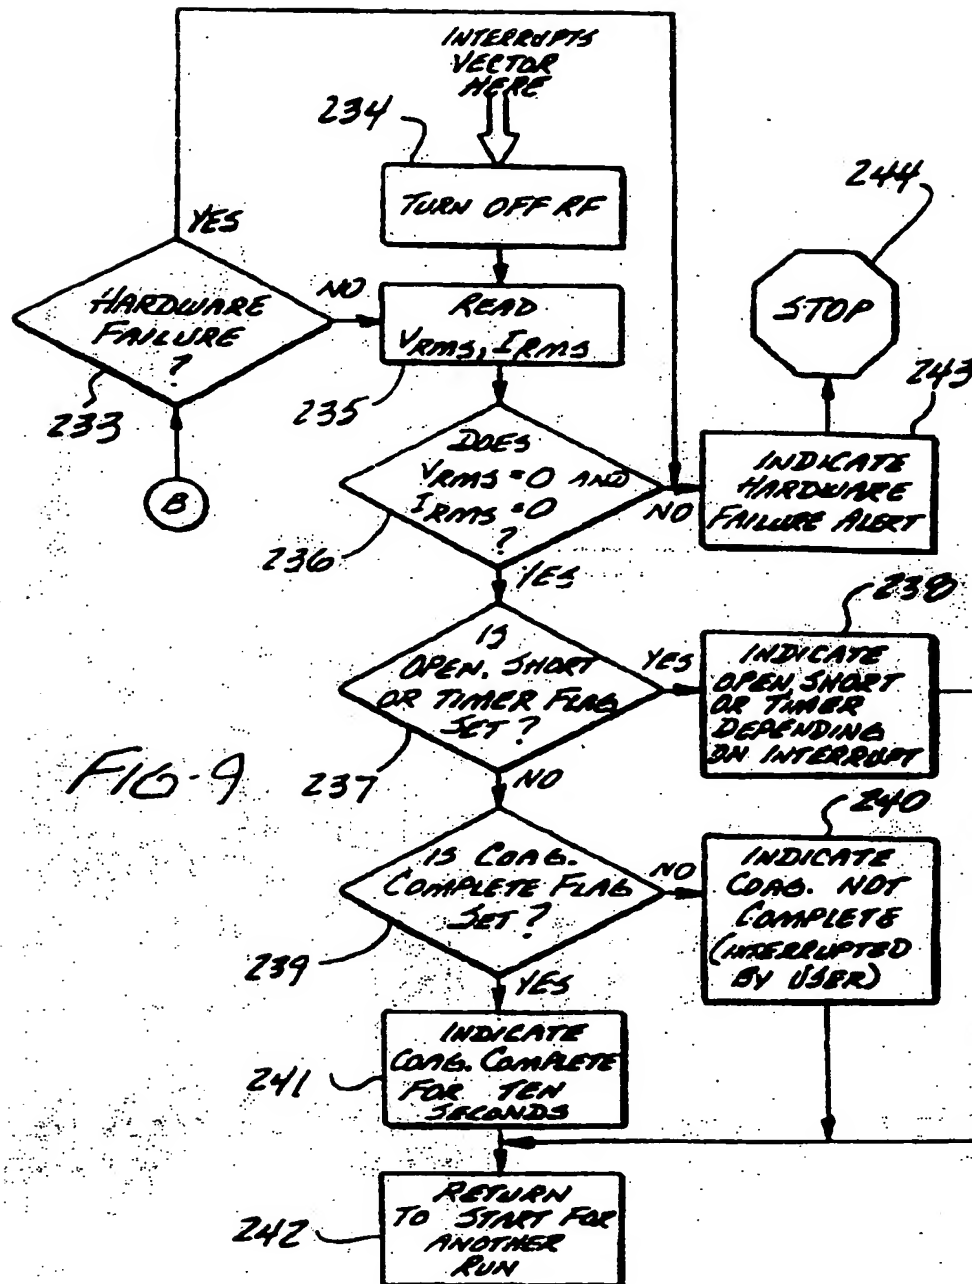 INTERRUPTS
VECTOR
HERE
234
TURN OFF RF
244
STOP
YES
HARDWARE
FAILURE
?
NO
233
B
READ
VRMS, IRMS
235
243
INDICATE
HARDWARE
FAILURE ALERT
DOES
VRMS = 0 AND
IRMS = 0
?
NO
236
YES
238
IS
OPEN, SHORT
OR TIMER FLAG
SET?
YES
237
NO
INDICATE
OPEN, SHORT
OR TIMER
DEPENDING
ON INTERRUPT
FIG-9
240
IS COAG.
COMPLETE FLAG
SET?
NO
239
YES
INDICATE
COAG. NOT
COMPLETE
(INTERRUPTED
BY USER)
241
INDICATE
COAG. COMPLETE
FOR TEN
SECONDS
242
RETURN
TO START FOR
ANOTHER
RUN